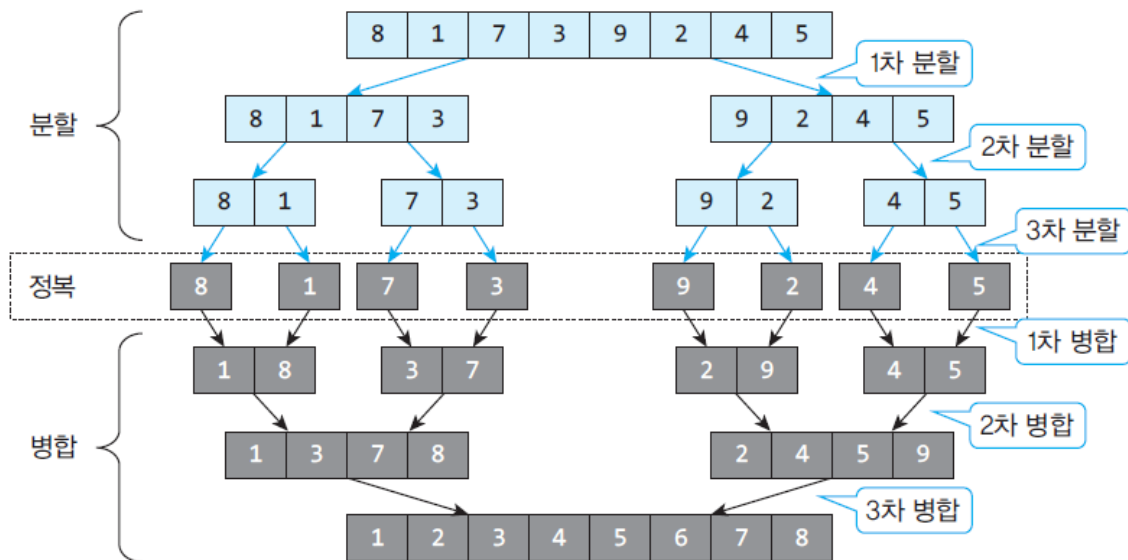 8 1 7 3 9 2 4 5
1차 분할
분할
8 1 7 3
9 2 4 5
2차 분할
8 1
7 3
9 2
4 5
3차 분할
정복
8
1
7
3
9
2
4
5
1차 병합
1 8
3 7
2 9
4 5
병합
2차 병합
1 3 7 8
2 4 5 9
3차 병합
1 2 3 4 5 6 7 8